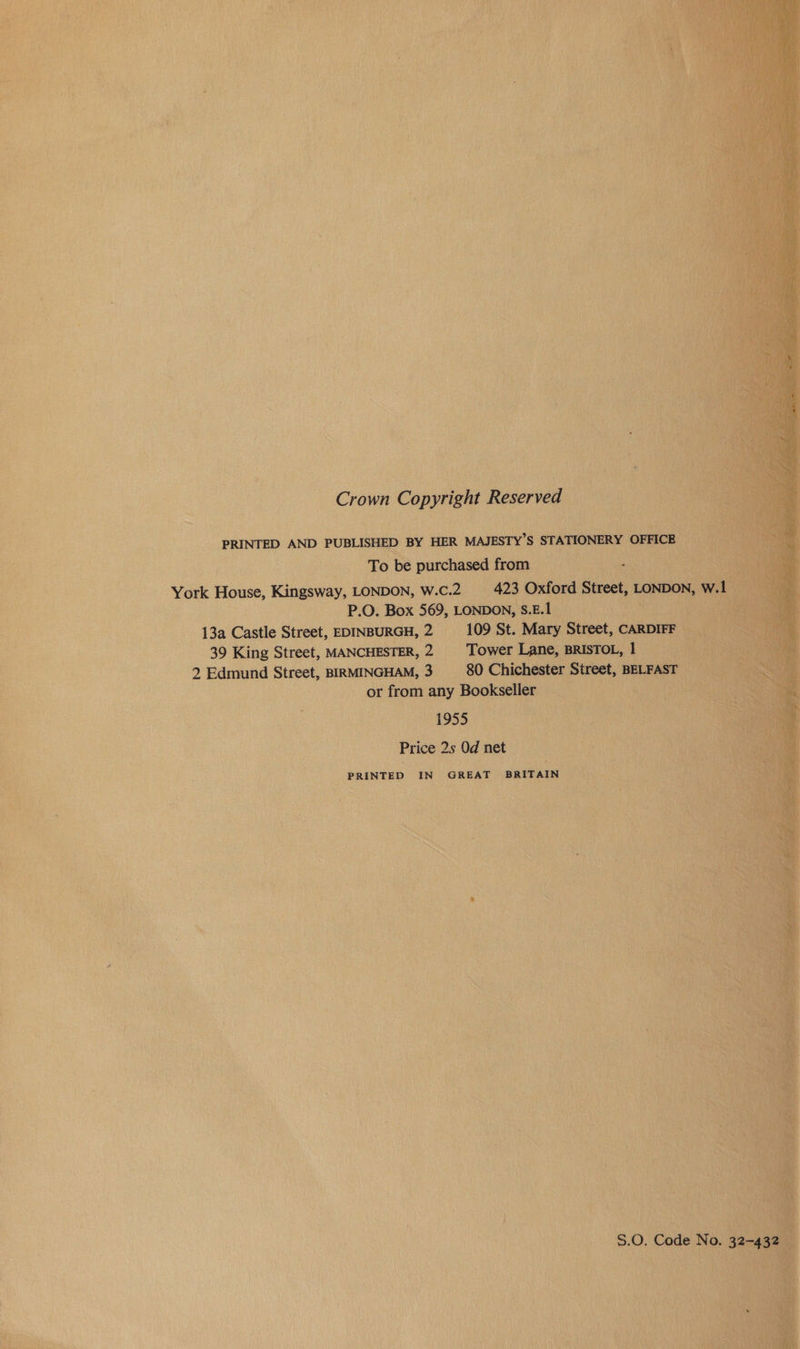 Crown Copyright Reserved
PRINTED AND PUBLISHED BY HER MAJESTY'S STATIONERY OFFICE
To be purchased from
York House, Kingsway, LONDON, W.C.2 423 Oxford Street, LONDON, W.1
P.O. Box 569, LONDON, S.E.1
13a Castle Street, EDINBURGH, 2 109 St. Mary Street, CARDIFF
39 King Street, MANCHESTER, 2 Tower Lane, BRISTOL, 1
2 Edmund Street, BIRMINGHAM, 3 80 Chichester Street, BELFAST
or from any Bookseller
1955
Price 2s 0d net
PRINTED IN GREAT BRITAIN
S.O. Code No. 32-432